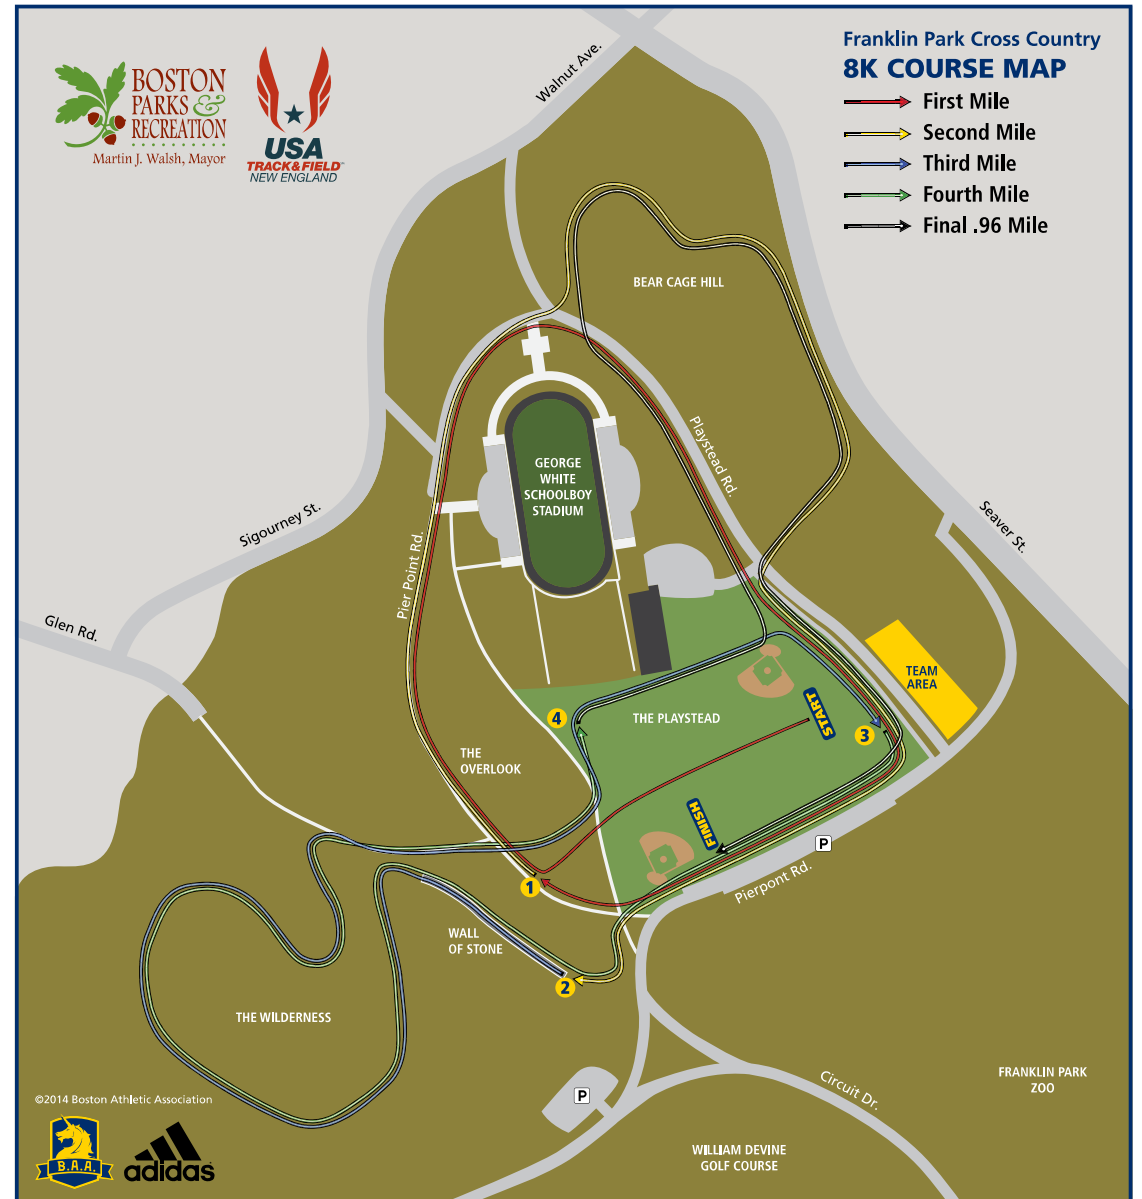 Franklin Park Cross Country
8K COURSE MAP
First Mile
Second Mile
Third Mile
Fourth Mile
Final .96 Mile
BOSTON
PARKS &
RECREATION
Martin J. Walsh, Mayor
USA
TRACK&FIELD™
NEW ENGLAND
Walnut Ave.
BEAR CAGE HILL
Playstead Rd.
GEORGE
WHITE
SCHOOLBOY
STADIUM
Sigourney St.
Seaver St.
Pier Point Rd.
Glen Rd.
TEAM
AREA
THE PLAYSTEAD
START
4
3
THE
OVERLOOK
FINISH
P
Pierpont Rd.
1
WALL
OF STONE
2
THE WILDERNESS
P
Circuit Dr.
FRANKLIN PARK
ZOO
©2014 Boston Athletic Association
B.A.A.
adidas
WILLIAM DEVINE
GOLF COURSE